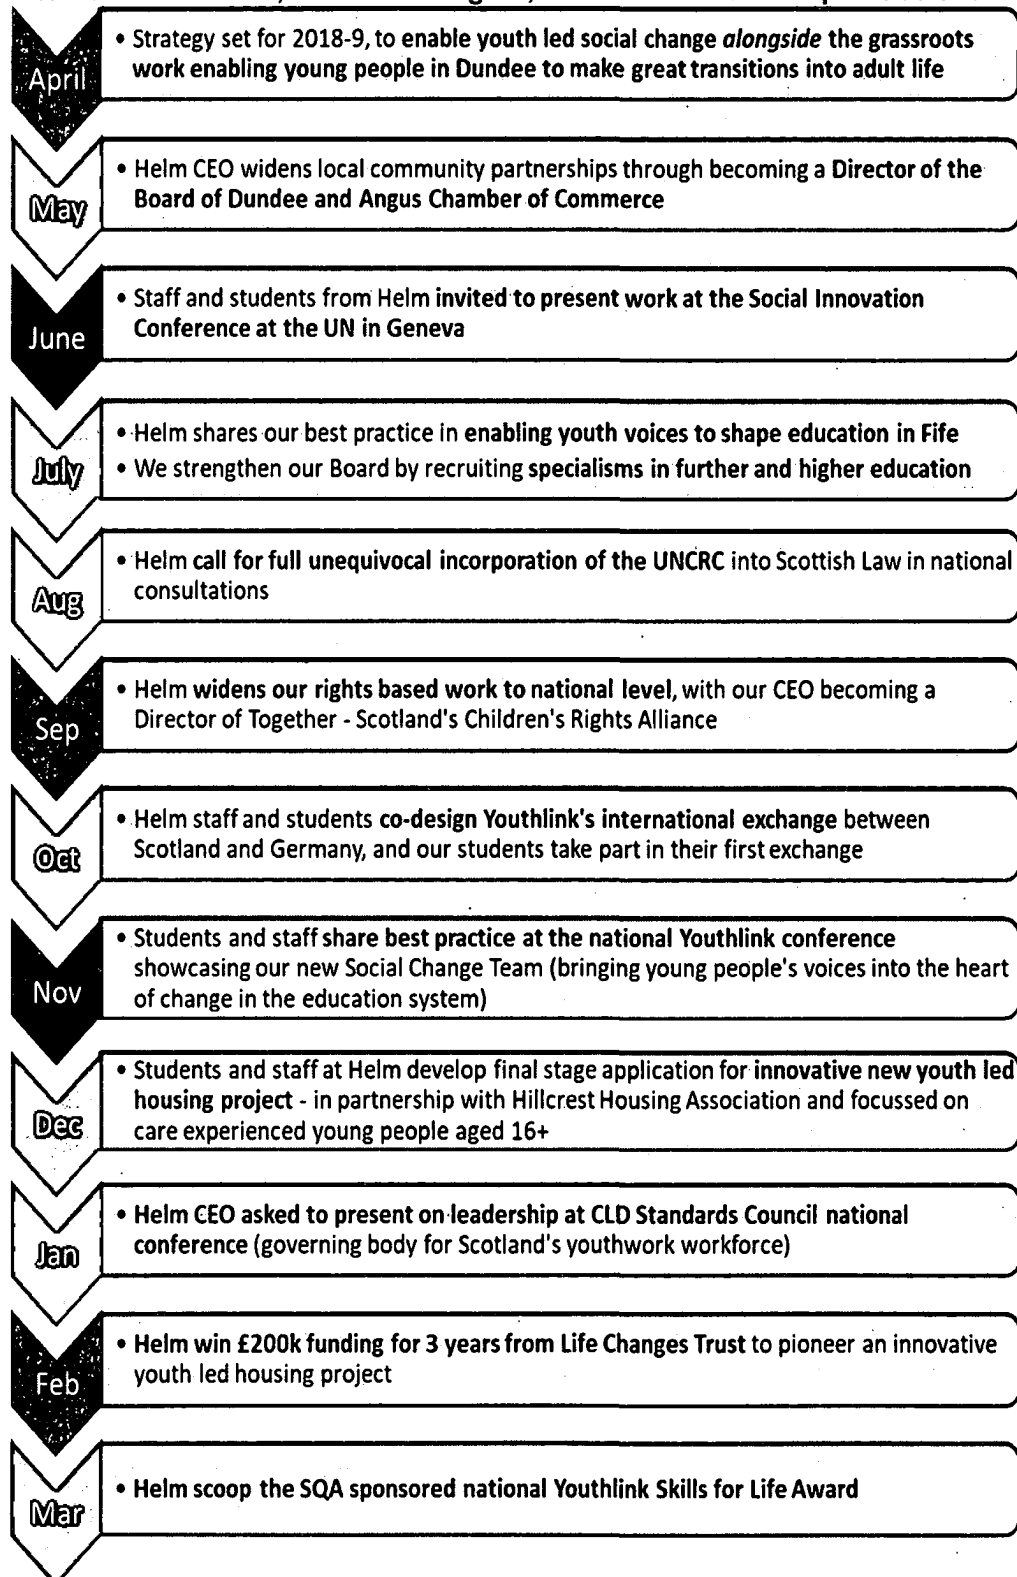 April
• Strategy set for 2018-9, to enable youth led social change alongside the grassroots
work enabling young people in Dundee to make great transitions into adult life
May
• Helm CEO widens local community partnerships through becoming a Director of the
Board of Dundee and Angus Chamber of Commerce
June
• Staff and students from Helm invited to present work at the Social Innovation
Conference at the UN in Geneva
July
• Helm shares our best practice in enabling youth voices to shape education in Fife
• We strengthen our Board by recruiting specialisms in further and higher education
Aug
• Helm call for full unequivocal incorporation of the UNCRC into Scottish Law in national
consultations
Sep
• Helm widens our rights based work to national level, with our CEO becoming a
Director of Together - Scotland's Children's Rights Alliance
Oct
• Helm staff and students co-design Youthlink's international exchange between
Scotland and Germany, and our students take part in their first exchange
Nov
• Students and staff share best practice at the national Youthlink conference
showcasing our new Social Change Team (bringing young people's voices into the heart
of change in the education system)
Dec
• Students and staff at Helm develop final stage application for innovative new youth led
housing project - in partnership with Hillcrest Housing Association and focussed on
care experienced young people aged 16+
Jan
• Helm CEO asked to present on leadership at CLD Standards Council national
conference (governing body for Scotland's youthwork workforce)
Feb
• Helm win £200k funding for 3 years from Life Changes Trust to pioneer an innovative
youth led housing project
Mar
• Helm scoop the SQA sponsored national Youthlink Skills for Life Award